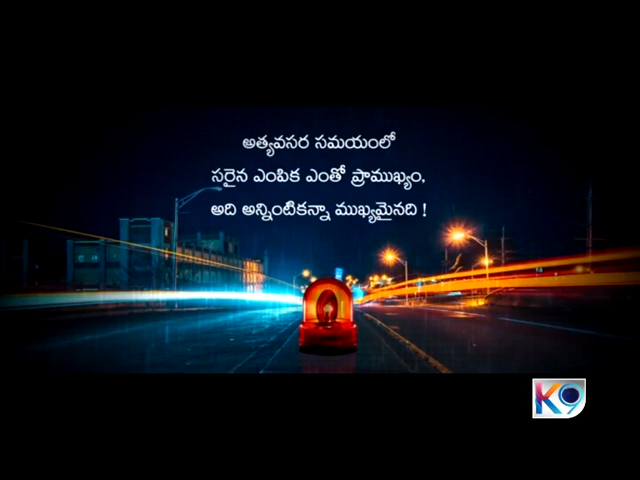 అత్యవసర సమయంలో
సరైన ఎంపిక ఎంతో ప్రాముఖ్యం,
అది అన్నింటికన్నా ముఖ్యమైనది !
K9